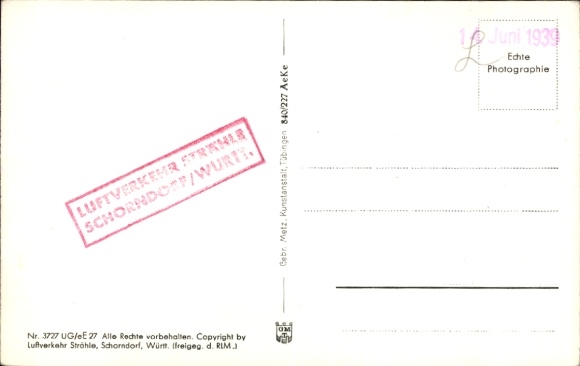 1 Juni 1939
L
Echte
Photographie
LUFTVERKEHR STRÄHLE
SCHORNDORF/WÜRTT.
Gebr. Metz, Kunstanstalt, Tübingen 840/227 AeKe
GM
Nr. 3727 UG/eE 27 Alle Rechte vorbehalten. Copyright by
Luftverkehr Strähle, Schorndorf, Württ. (freigeg. d. RLM.)